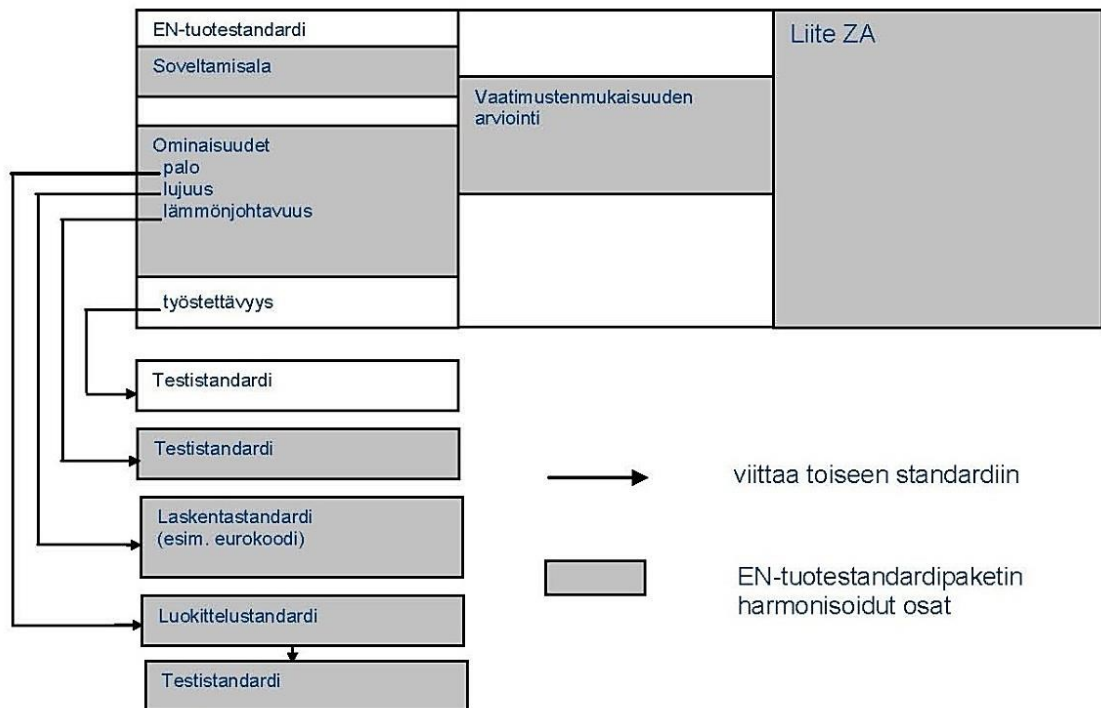 EN-tuotestandardi
Soveltamisala
Ominaisuudet
palo
lujuus
lämmönjohtavuus
työstettävyys
Vaatimustenmukaisuuden
arviointi
Liite ZA
Testistandardi
Testistandardi
Laskentastandardi
(esim. eurokoodi)
Luokittelustandardi
Testistandardi
viittaa toiseen standardiin
EN-tuotestandardipaketin
harmonisoidut osat